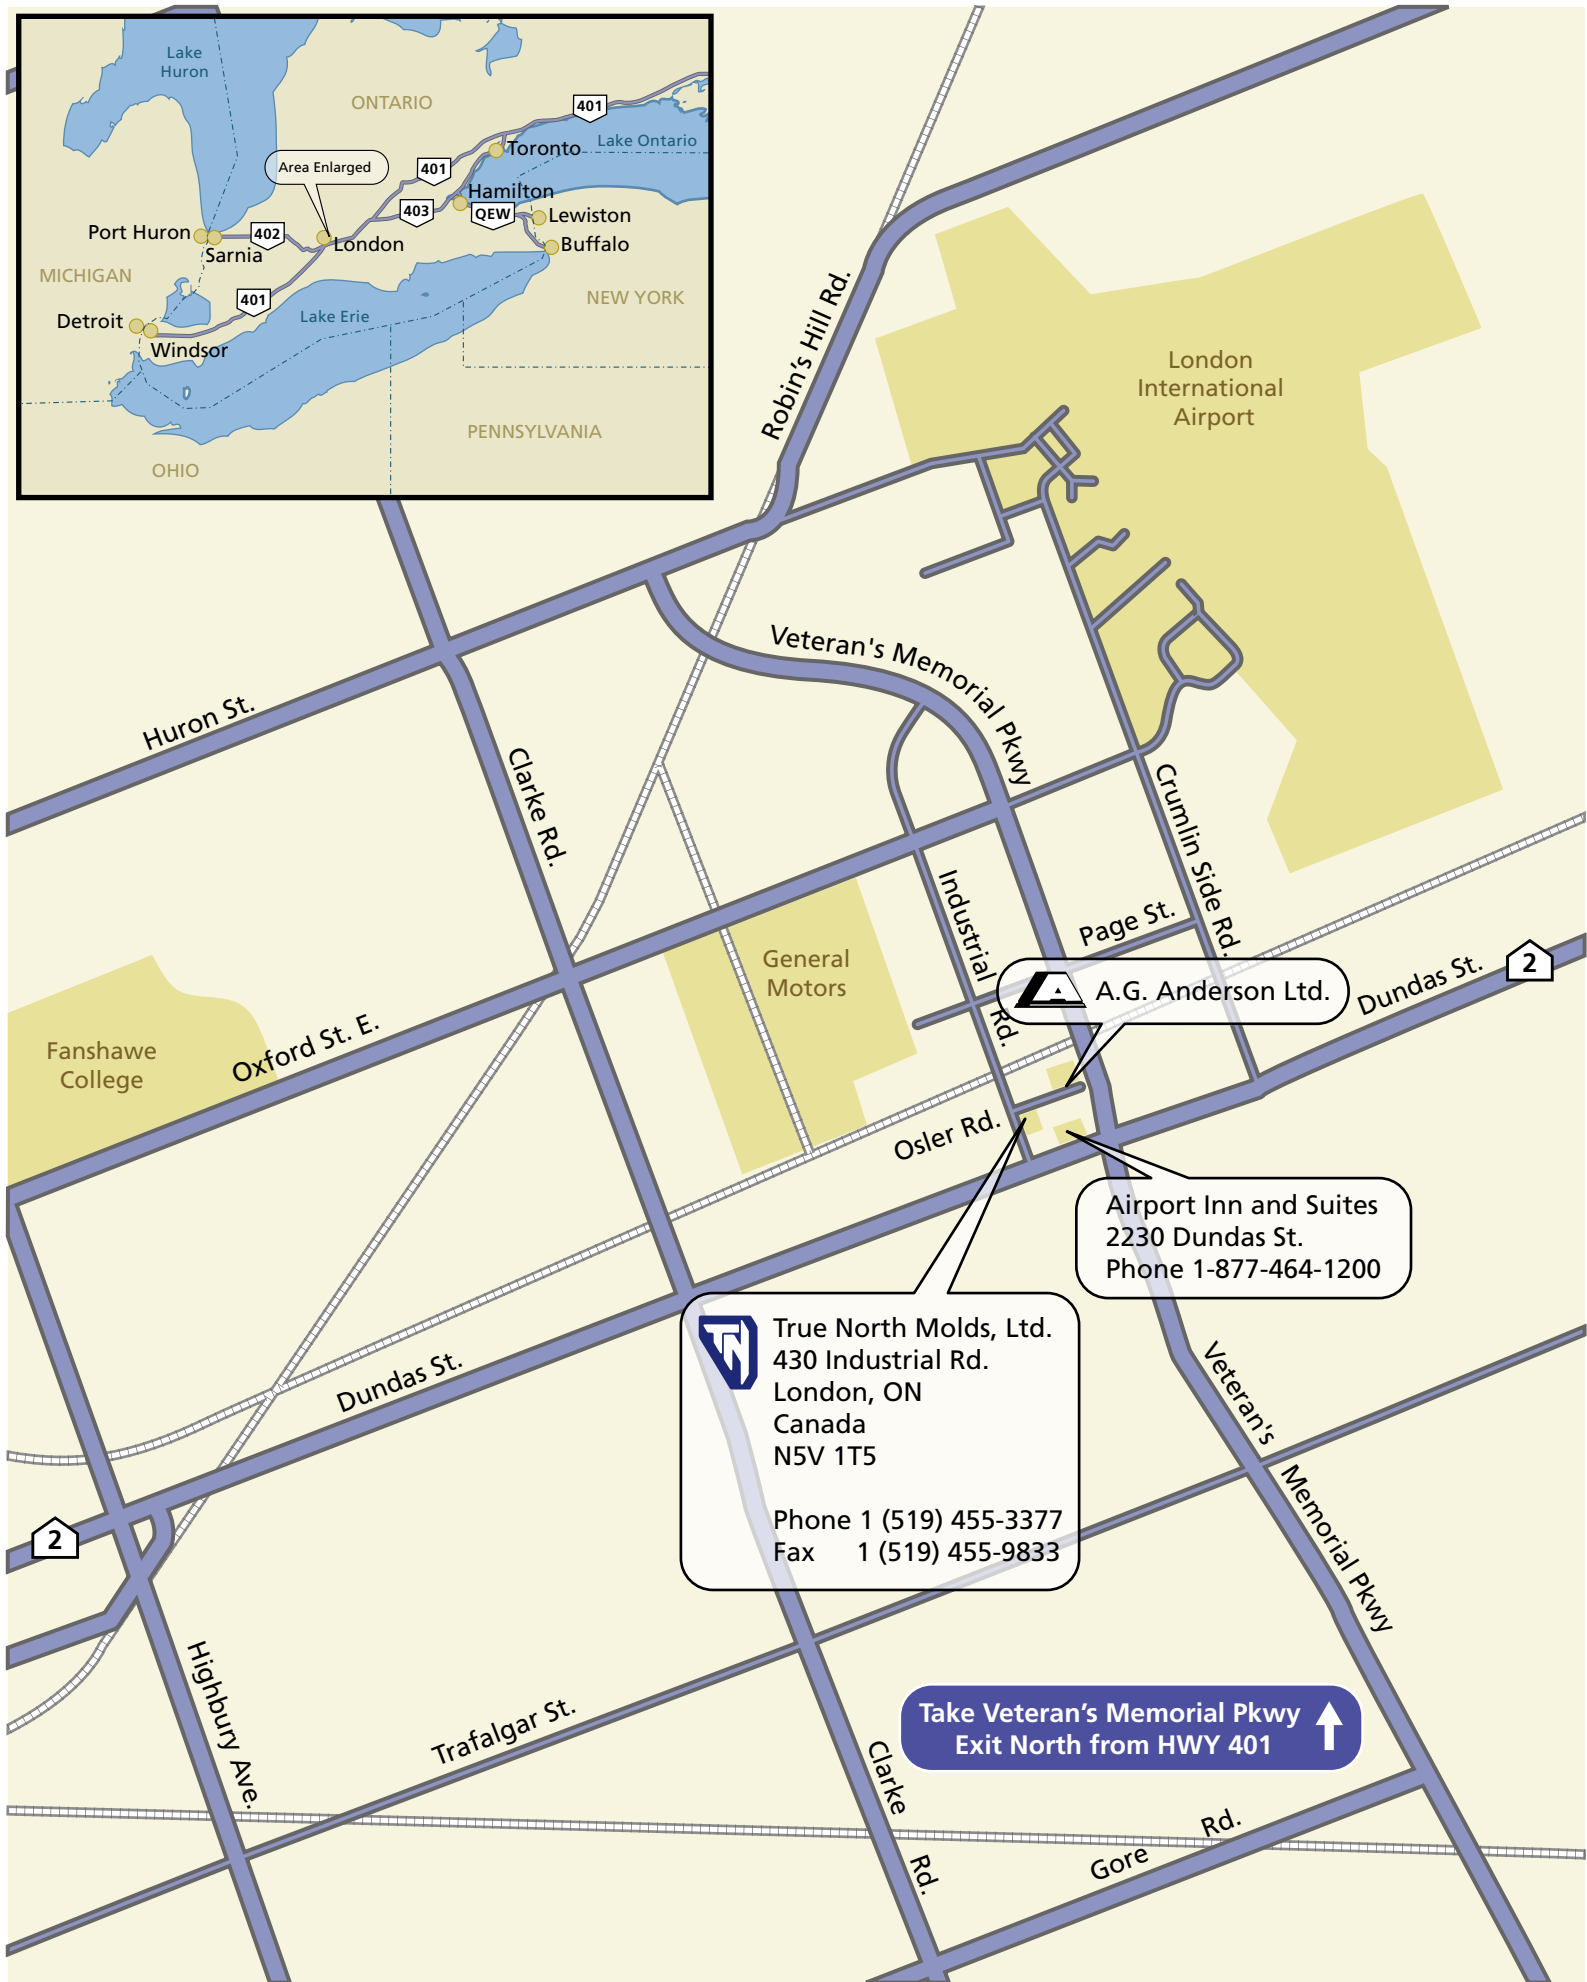 Lake
Huron
ONTARIO
401
Lake Ontario
Toronto
Area Enlarged
401
Hamilton
403
QEW
Lewiston
Port Huron
402
London
Sarnia
Buffalo
MICHIGAN
401
NEW YORK
Lake Erie
Detroit
Windsor
PENNSYLVANIA
OHIO
Robin's Hill Rd.
London
International
Airport
Veteran's Memorial Pkwy
Huron St.
Clarke Rd.
Crumlin Side Rd.
Industrial Rd.
Page St.
General
Motors
A.G. Anderson Ltd.
Dundas St.
2
Fanshawe
College
Oxford St. E.
Osler Rd.
Airport Inn and Suites
2230 Dundas St.
Phone 1-877-464-1200
TN
True North Molds, Ltd.
430 Industrial Rd.
London, ON
Canada
N5V 1T5
Phone 1 (519) 455-3377
Fax 1 (519) 455-9833
Dundas St.
Veteran's Memorial Pkwy
2
Highbury Ave.
Trafalgar St.
Take Veteran's Memorial Pkwy
Exit North from HWY 401
Clarke Rd.
Gore Rd.